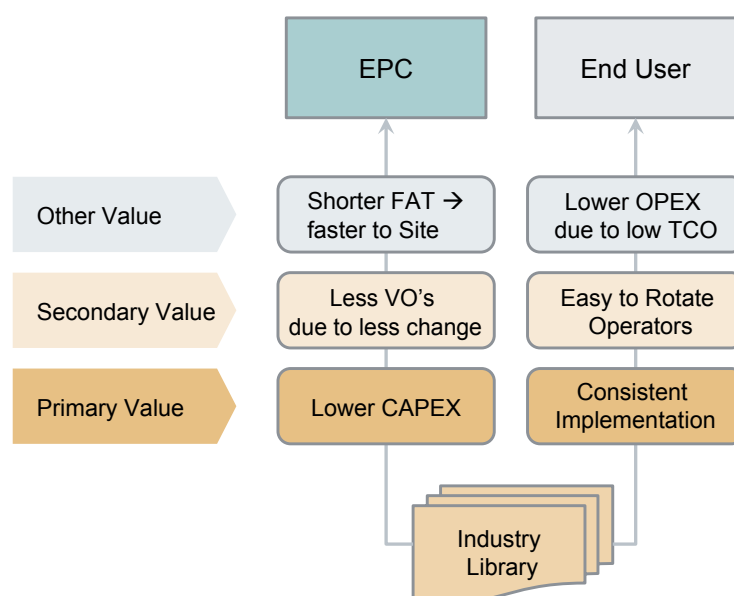 EPC
End User
Other Value
Shorter FAT →
faster to Site
Lower OPEX
due to low TCO
Secondary Value
Less VO's
due to less change
Easy to Rotate
Operators
Primary Value
Lower CAPEX
Consistent
Implementation
Industry
Library